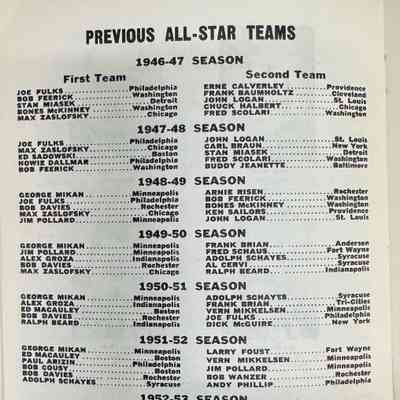 PREVIOUS ALL-STAR TEAMS
1946-47 SEASON
First Team Second Team
JOE FULKS Philadelphia ERNE CALVERLEY Providence
BOB FEERICK Washington FRANK BAUMHOLTZ Cleveland
STAN MIASEK Detroit JOHN LOGAN St. Louis
BONES McKINNEY Washington CHUCK HALBERT Chicago
MAX ZASLOFSKY Chicago FRED SCOLARI Washington
1947-48 SEASON
JOE FULKS Philadelphia JOHN LOGAN St. Louis
MAX ZASLOFSKY Chicago CARL BRAUN New York
ED SADOWSKI Boston STAN MIASEK Detroit
HOWIE DALLMAR Philadelphia FRED SCOLARI Washington
BOB FEERICK Washington BUDDY JEANETTE Baltimore
1948-49 SEASON
GEORGE MIKAN Minneapolis ARNIE RISEN Rochester
JOE FULKS Philadelphia BOB FEERICK Washington
BOB DAVIES Rochester BONES McKINNEY Washington
MAX ZASLOFSKY Chicago KEN SAILORS Providence
JIM POLLARD Minneapolis JOHN LOGAN St. Louis
1949-50 SEASON
GEORGE MIKAN Minneapolis FRANK BRIAN Andersen
JIM POLLARD Minneapolis FRED SCHAUS Fort Wayne
ALEX GROZA Indianapolis ADOLPH SCHAYES Syracuse
BOB DAVIES Rochester AL CERVI Syracuse
MAX ZASLOFSKY Chicago RALPH BEARD Indianapolis
1950-51 SEASON
GEORGE MIKAN Minneapolis ADOLPH SCHAYES Syracuse
ALEX GROZA Indianapolis FRANK BRIAN Tri-Cities
ED MACAULEY Boston VERN MIKKELSEN Minneapolis
BOB DAVIES Rochester JOE FULKS Philadelphia
RALPH BEARD Indianapolis DICK McGUIRE New York
1951-52 SEASON
GEORGE MIKAN Minneapolis LARRY FOUST Fort Wayne
ED MACAULEY Boston VERN MIKKELSEN Minneapolis
PAUL ARIZIN Philadelphia JIM POLLARD Minneapolis
BOB COUSY Boston BOB WANZER Rochester
BOB DAVIES Rochester ANDY PHILLIP Philadelphia
ADOLPH SCHAYES Syracuse
1952-53 SEASON